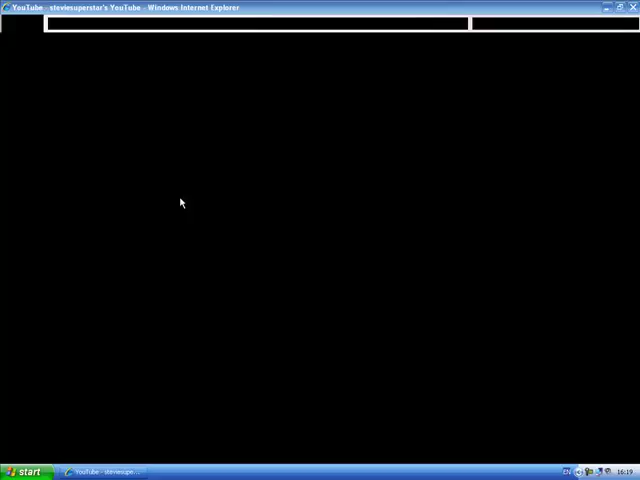 YouTube - steviesuperstar's YouTube - Windows Internet Explorer
start
YouTube - steviesupe...
EN
16:19